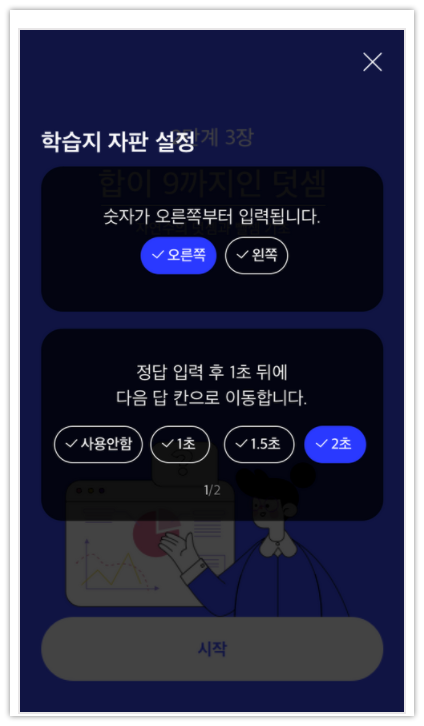 계 3장
학습지 자판 설정
합이 9까지인 덧셈
숫자가 오른쪽부터 입력됩니다.
오른쪽 왼쪽
정답 입력 후 1초 뒤에
다음 답 칸으로 이동합니다.
사용안함 1초 1.5초 2초
1/2
시작